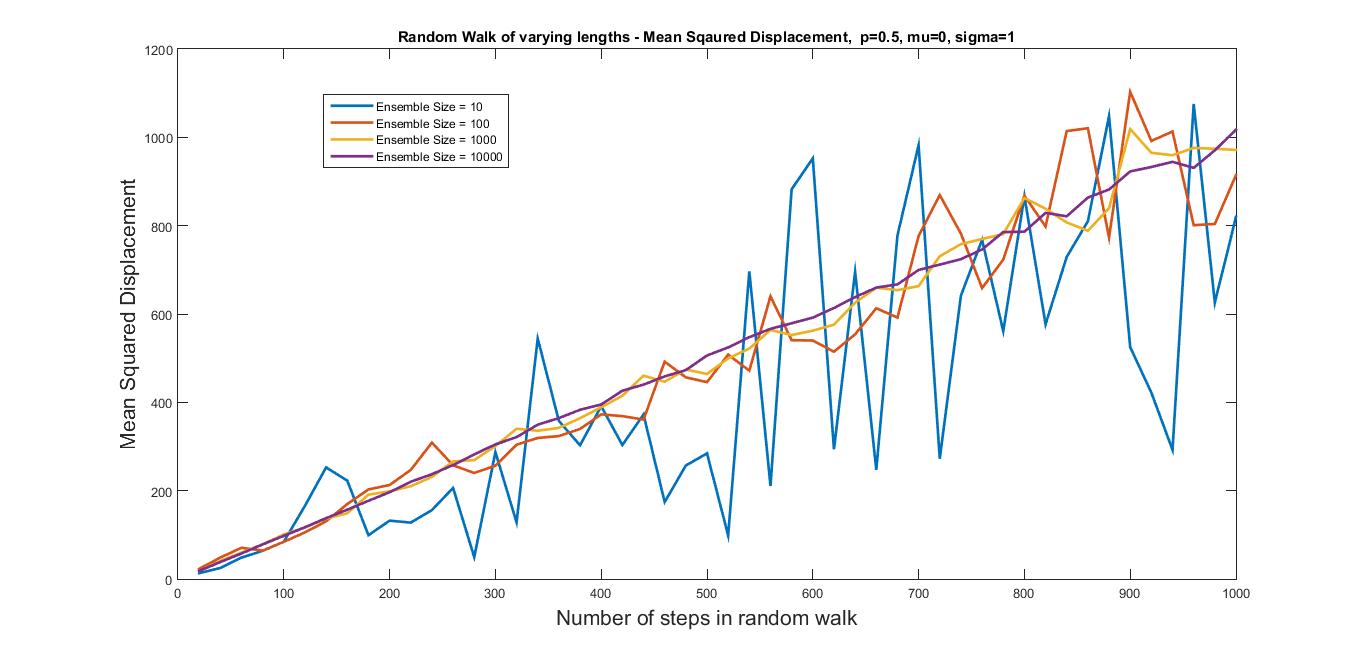 Random Walk of varying lengths - Mean Sqaured Displacement,  p=0.5, mu=0, sigma=1
1200
1000
800
600
400
200
0
Mean Squared Displacement
Ensemble Size = 10
Ensemble Size = 100
Ensemble Size = 1000
Ensemble Size = 10000
0 100 200 300 400 500 600 700 800 900 1000
Number of steps in random walk